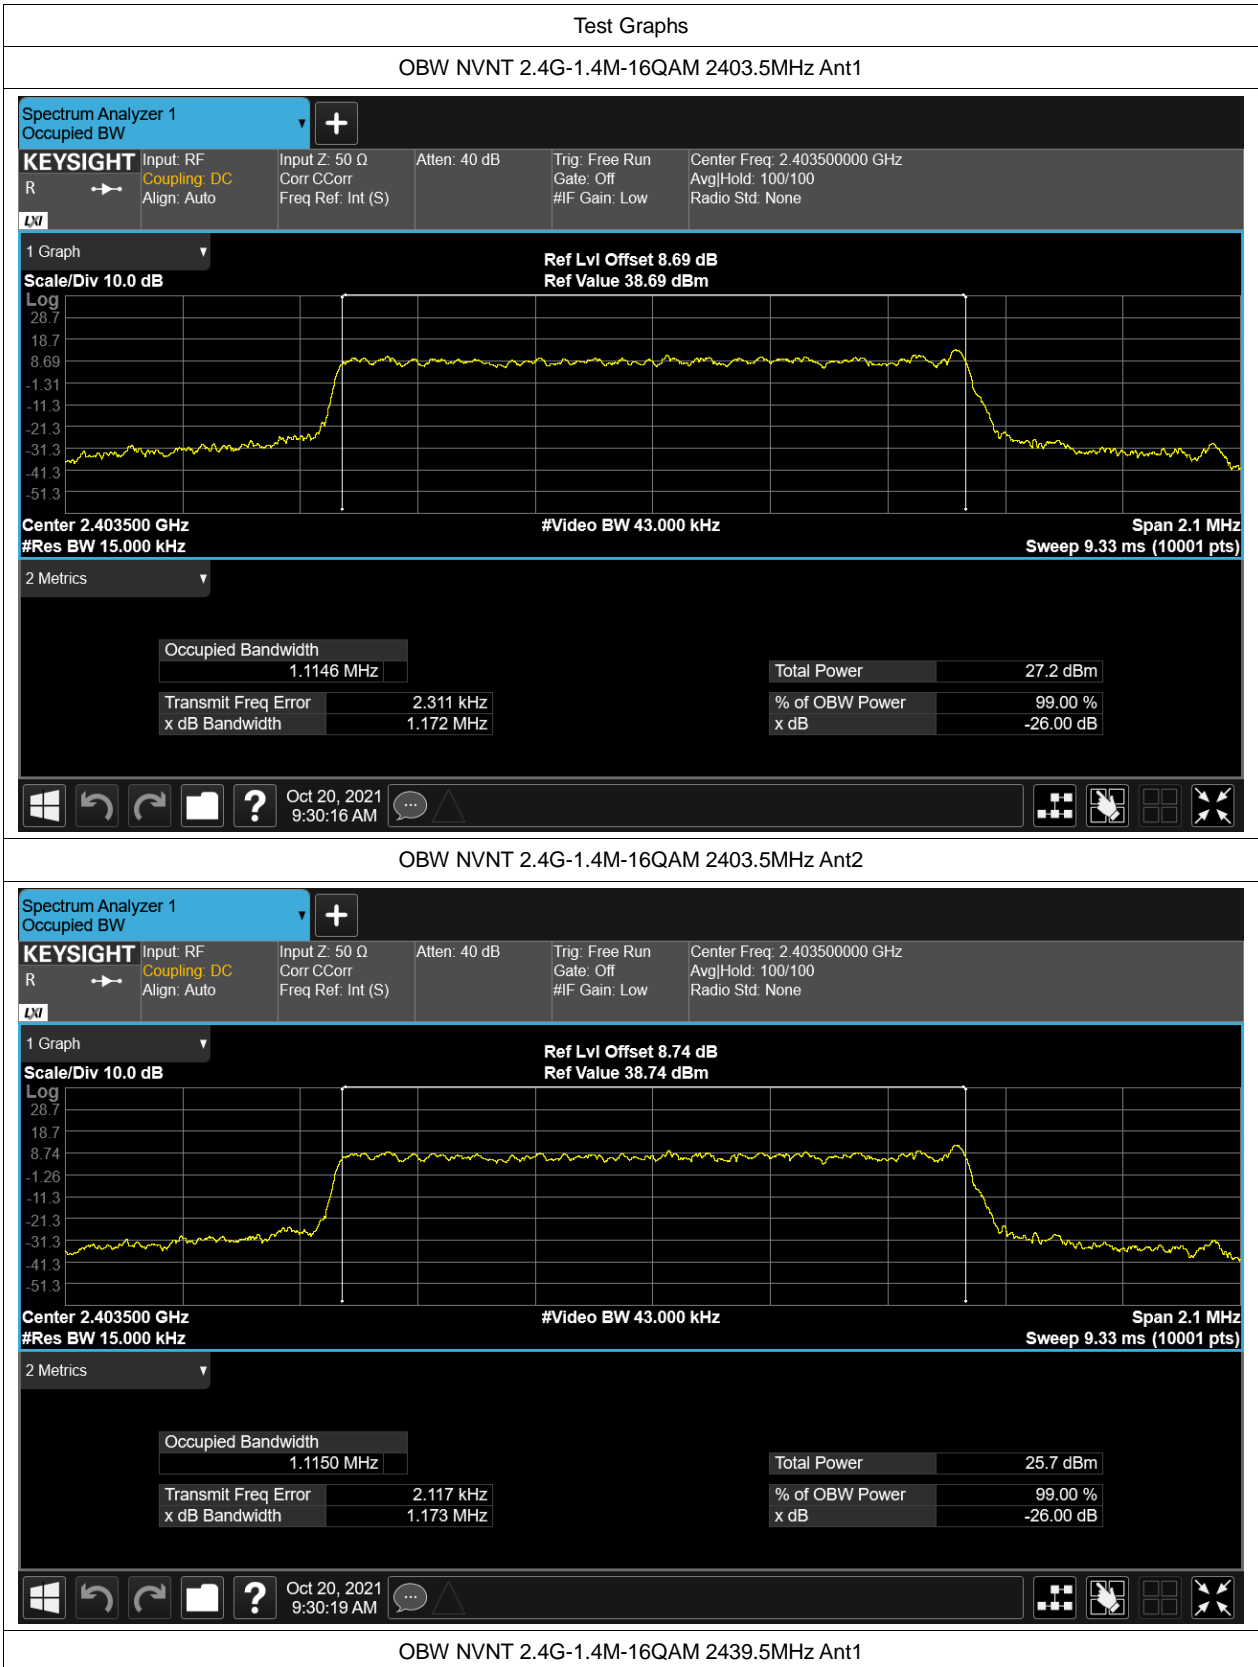 Test Graphs
OBW NVNT 2.4G-1.4M-16QAM 2403.5MHz Ant1
Spectrum Analyzer 1
Occupied BW
KEYSIGHT Input: RF Input Z: 50 Ω Atten: 40 dB Trig: Free Run Center Freq: 2.403500000 GHz
R Coupling: DC Corr CCorr Gate: Off Avg|Hold: 100/100
Align: Auto Freq Ref: Int (S) #IF Gain: Low Radio Std: None
LXI
1 Graph
Ref Lvl Offset 8.69 dB
Scale/Div 10.0 dB Ref Value 38.69 dBm
Log
28.7
18.7
8.69
-1.31
-11.3
-21.3
-31.3
-41.3
-51.3
Center 2.403500 GHz #Video BW 43.000 kHz Span 2.1 MHz
#Res BW 15.000 kHz Sweep 9.33 ms (10001 pts)
2 Metrics
Occupied Bandwidth
1.1146 MHz Total Power 27.2 dBm
Transmit Freq Error 2.311 kHz % of OBW Power 99.00 %
x dB Bandwidth 1.172 MHz x dB -26.00 dB
Oct 20, 2021
9:30:16 AM
OBW NVNT 2.4G-1.4M-16QAM 2403.5MHz Ant2
Spectrum Analyzer 1
Occupied BW
KEYSIGHT Input: RF Input Z: 50 Ω Atten: 40 dB Trig: Free Run Center Freq: 2.403500000 GHz
R Coupling: DC Corr CCorr Gate: Off Avg|Hold: 100/100
Align: Auto Freq Ref: Int (S) #IF Gain: Low Radio Std: None
LXI
1 Graph
Ref Lvl Offset 8.74 dB
Scale/Div 10.0 dB Ref Value 38.74 dBm
Log
28.7
18.7
8.74
-1.26
-11.3
-21.3
-31.3
-41.3
-51.3
Center 2.403500 GHz #Video BW 43.000 kHz Span 2.1 MHz
#Res BW 15.000 kHz Sweep 9.33 ms (10001 pts)
2 Metrics
Occupied Bandwidth
1.1150 MHz Total Power 25.7 dBm
Transmit Freq Error 2.117 kHz % of OBW Power 99.00 %
x dB Bandwidth 1.173 MHz x dB -26.00 dB
Oct 20, 2021
9:30:19 AM
OBW NVNT 2.4G-1.4M-16QAM 2439.5MHz Ant1